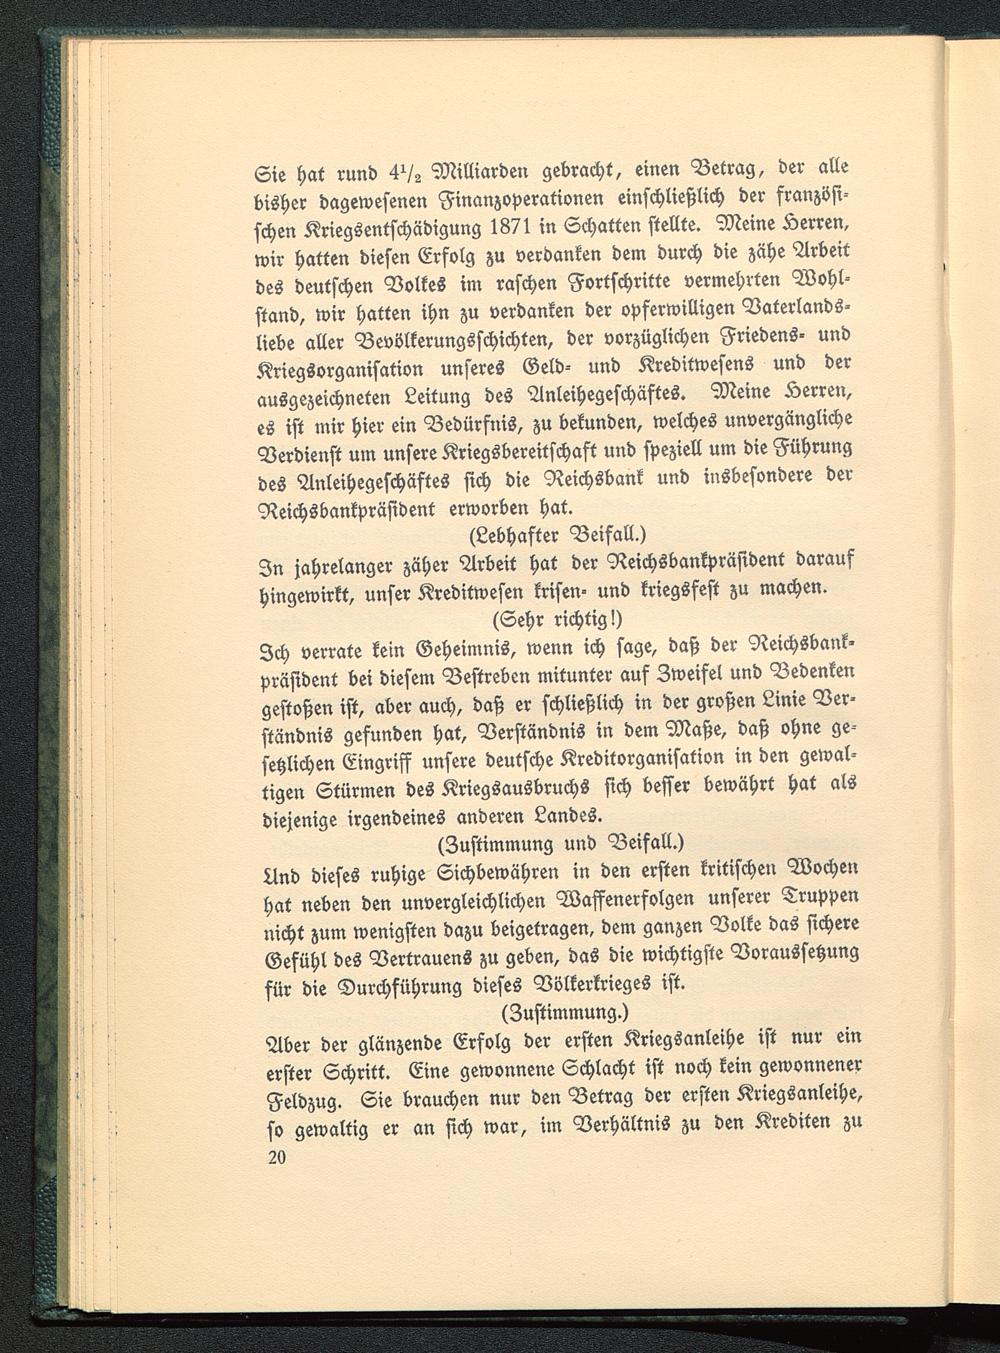 Sie hat rund 4½ Milliarden gebracht, einen Betrag, der alle
bisher dagewesenen Finanzoperationen einschließlich der französi-
schen Kriegsentschädigung 1871 in Schatten stellte. Meine Herren,
wir hatten diesen Erfolg zu verdanken dem durch die zähe Arbeit
des deutschen Volkes im raschen Fortschritte vermehrten Wohl-
stand, wir hatten ihn zu verdanken der opferwilligen Vaterlands-
liebe aller Bevölkerungsschichten, der vorzüglichen Friedens- und
Kriegsorganisation unseres Geld- und Kreditwesens und der
ausgezeichneten Leitung des Anleihegeschäftes. Meine Herren,
es ist mir hier ein Bedürfnis, zu bekunden, welches unvergängliche
Verdienst um unsere Kriegsbereitschaft und speziell um die Führung
des Anleihegeschäftes sich die Reichsbank und insbesondere der
Reichsbankpräsident erworben hat.
(Lebhafter Beifall.)
In jahrelanger zäher Arbeit hat der Reichsbankpräsident darauf
hingewirkt, unser Kreditwesen krisen- und kriegsfest zu machen.
(Sehr richtig!)
Ich verrate kein Geheimnis, wenn ich sage, daß der Reichsbank-
präsident bei diesem Bestreben mitunter auf Zweifel und Bedenken
gestoßen ist, aber auch, daß er schließlich in der großen Linie Ver-
ständnis gefunden hat, Verständnis in dem Maße, daß ohne ge-
setzlichen Eingriff unsere deutsche Kreditorganisation in den gewal-
tigen Stürmen des Kriegsausbruchs sich besser bewährt hat als
diejenige irgendeines anderen Landes.
(Zustimmung und Beifall.)
Und dieses ruhige Sichbewähren in den ersten kritischen Wochen
hat neben den unvergleichlichen Waffenerfolgen unserer Truppen
nicht zum wenigsten dazu beigetragen, dem ganzen Volke das sichere
Gefühl des Vertrauens zu geben, das die wichtigste Voraussetzung
für die Durchführung dieses Völkerkrieges ist.
(Zustimmung.)
Aber der glänzende Erfolg der ersten Kriegsanleihe ist nur ein
erster Schritt. Eine gewonnene Schlacht ist noch kein gewonnener
Feldzug. Sie brauchen nur den Betrag der ersten Kriegsanleihe,
so gewaltig er an sich war, im Verhältnis zu den Krediten zu
20